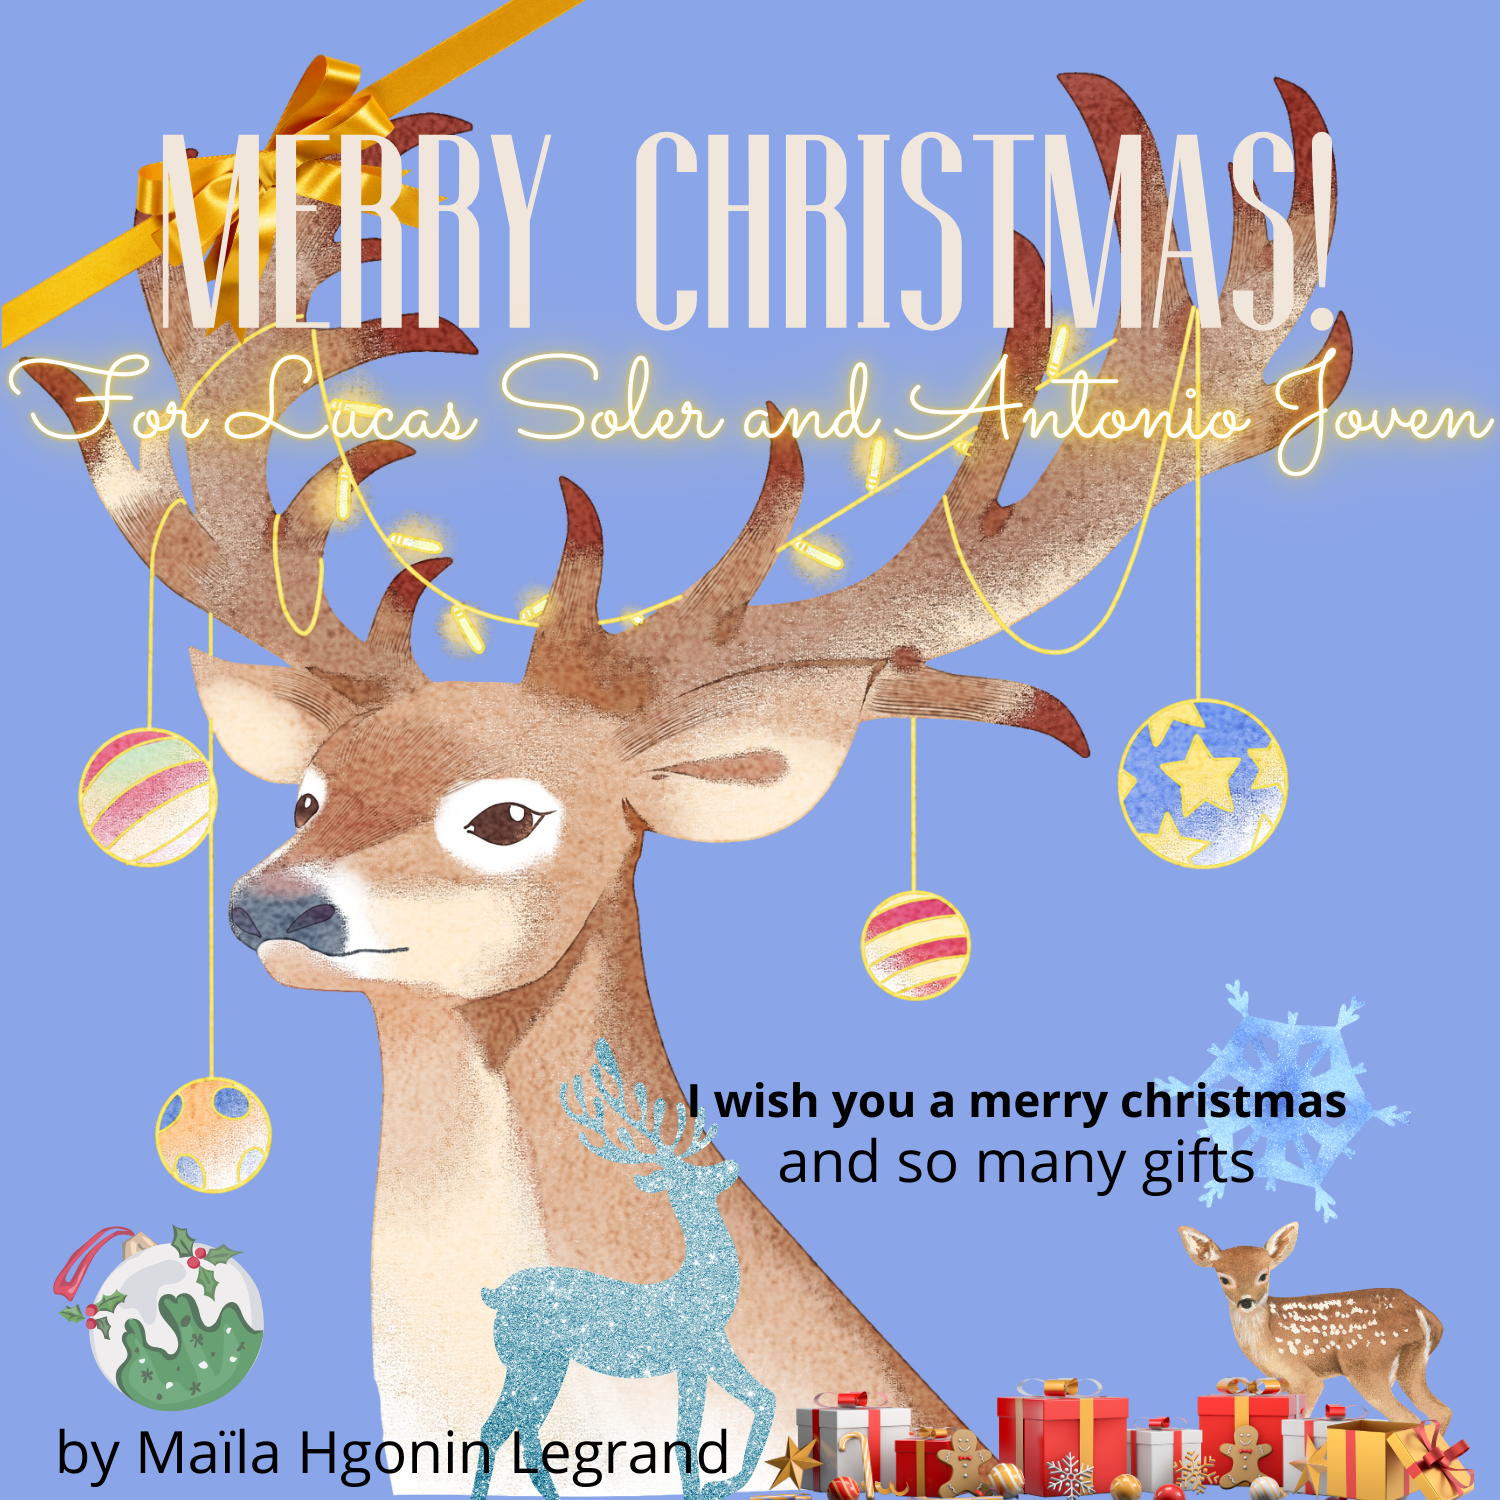 MERRY CHRISTMAS!
For Lucas Soler and Antonio Joven
I wish you a merry christmas
and so many gifts
by Maïla Hgonin Legrand